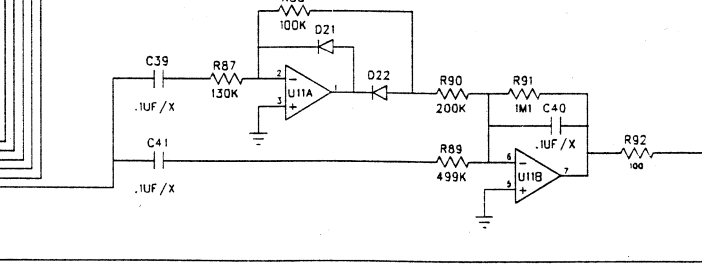 100K
D21
C39
R87
2
1
D22
R90
R91
130K
U11A
3
200K
1M1
C40
.1UF/X
C41
R89
.1UF/X
R92
6
7
499K
U11B
100
5
.1UF/X